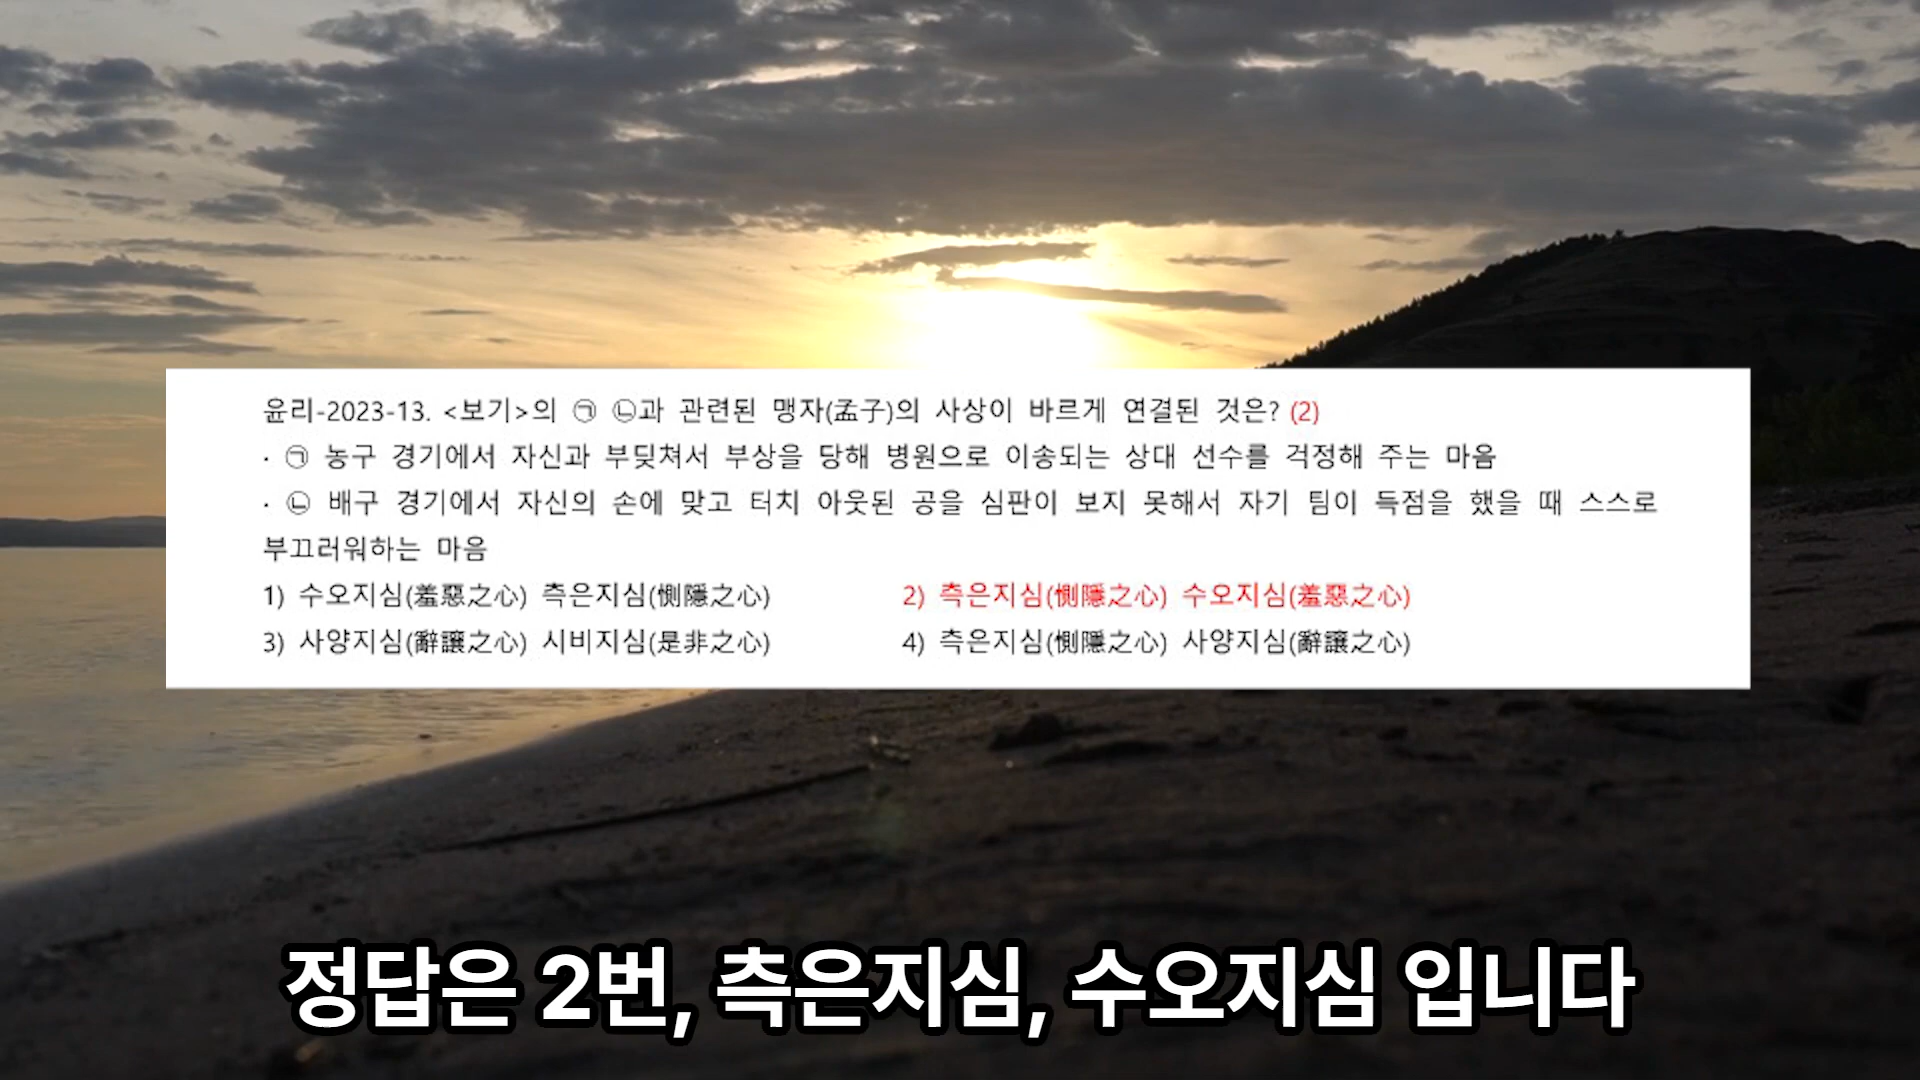 윤리-2023-13. <보기>의 ㉠ ㉡과 관련된 맹자(孟子)의 사상이 바르게 연결된 것은? (2)
· ㉠ 농구 경기에서 자신과 부딪쳐서 부상을 당해 병원으로 이송되는 상대 선수를 걱정해 주는 마음
· ㉡ 배구 경기에서 자신의 손에 맞고 터치 아웃된 공을 심판이 보지 못해서 자기 팀이 득점을 했을 때 스스로
부끄러워하는 마음
1) 수오지심(羞惡之心) 측은지심(惻隱之心) 2) 측은지심(惻隱之心) 수오지심(羞惡之心)
3) 사양지심(辭讓之心) 시비지심(是非之心) 4) 측은지심(惻隱之心) 사양지심(辭讓之心)
정답은 2번, 측은지심, 수오지심 입니다